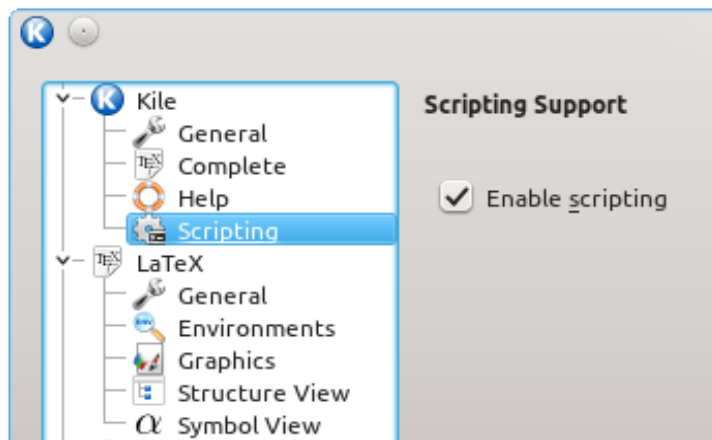 Kile
General
Complete
Help
Scripting
LaTeX
General
Environments
Graphics
Structure View
Symbol View
Scripting Support
Enable scripting